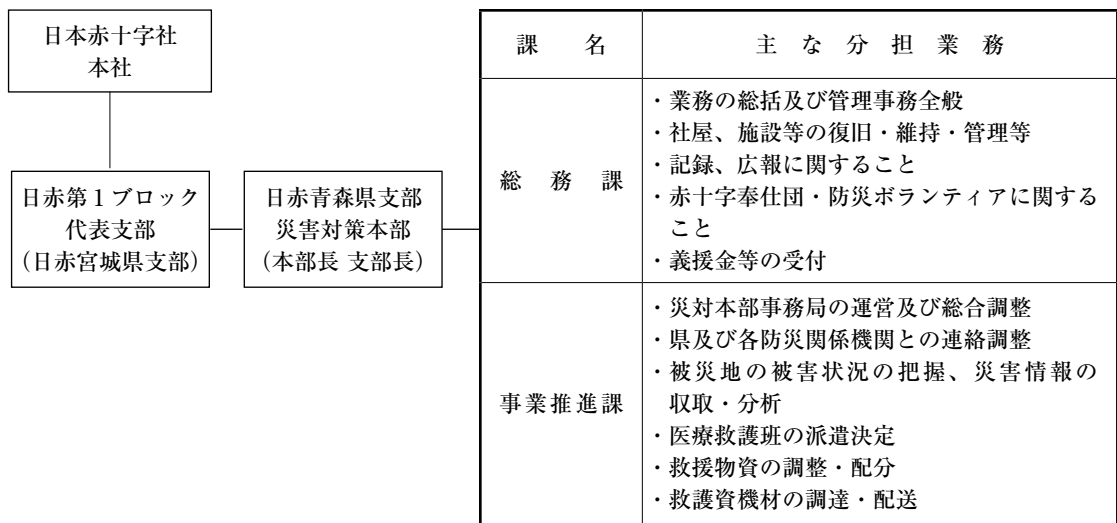 日本赤十字社
本社
日赤第1ブロック
代表支部
(日赤宮城県支部)
日赤青森県支部
災害対策本部
(本部長 支部長)
課名
主な分担業務
総務課
・業務の総括及び管理事務全般
・社屋、施設等の復旧・維持・管理等
・記録、広報に関すること
・赤十字奉仕団・防災ボランティアに関する
こと
・義援金等の受付
事業推進課
・災対本部事務局の運営及び総合調整
・県及び各防災関係機関との連絡調整
・被災地の被害状況の把握、災害情報の
収取・分析
・医療救護班の派遣決定
・救援物資の調整・配分
・救護資機材の調達・配送